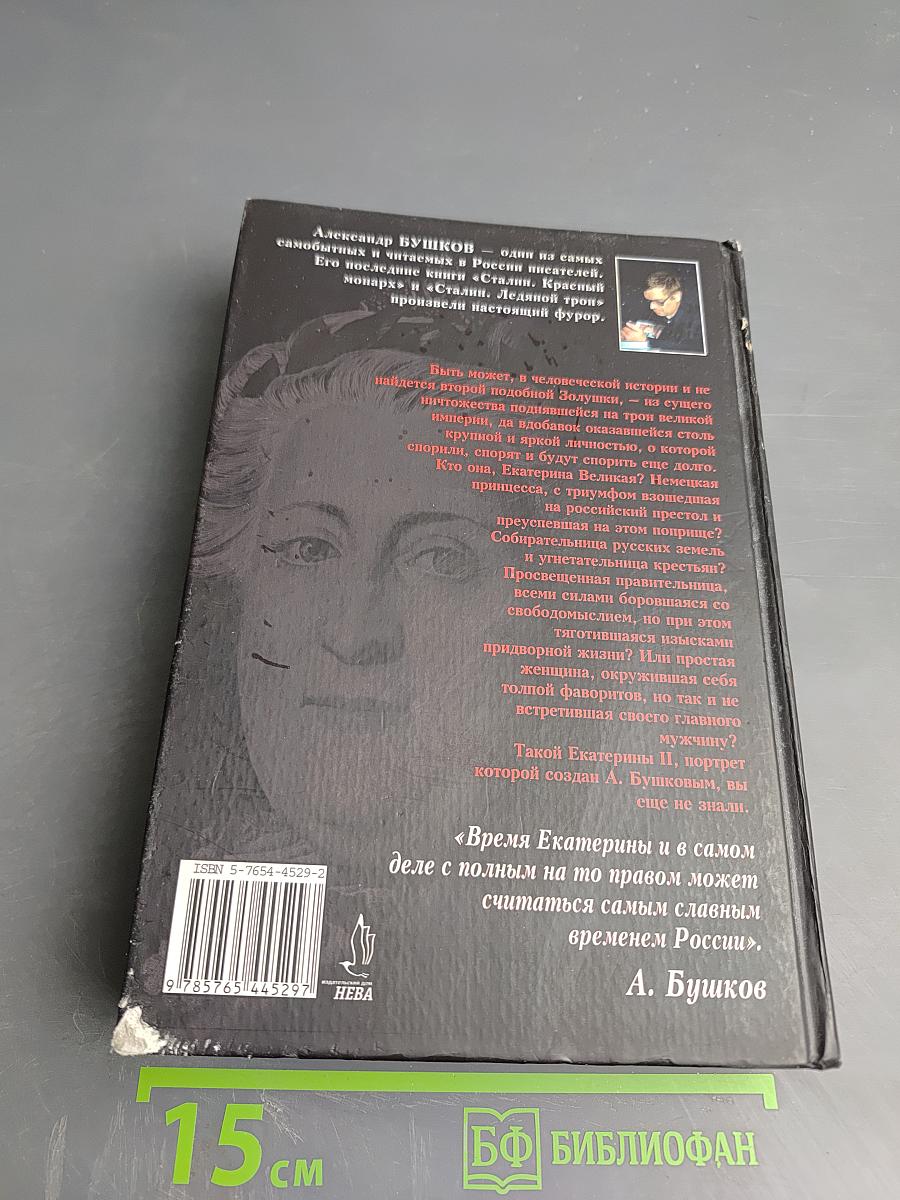 Александр БУШКОВ — один из самых
самобытных и читаемых в России писателей.
Его последние книги «Сталин. Красный
монарх» и «Сталин. Ледяной трон»
произвели настоящий фурор.
Быть может, в человеческой истории и не
найдется второй подобной Золушки, — из сущего
ничтожества поднявшейся на трон великой
империи, да вдобавок оказавшейся столь
крупной и яркой личностью, о которой
спорили, спорят и будут спорить еще долго.
Кто она, Екатерина Великая? Немецкая
принцесса, с триумфом взошедшая
на российский престол и
преуспевшая на этом поприще?
Собирательница русских земель
и угнетательница крестьян?
Просвещенная правительница,
всеми силами боровшаяся со
свободомыслием, но при этом
тяготившаяся изысками
придворной жизни? Или простая
женщина, окружившая себя
толпой фаворитов, но так и не
встретившая своего главного
мужчину?
Такой Екатерины II, портрет
которой создан А. Бушковым, вы
еще не знали.
«Время Екатерины и в самом
деле с полным на то правом может
считаться самым славным
временем России».
А. Бушков
ISBN 5-7654-4529-2
9 785765 445297
издательский дом
НЕВА
15 см
БФ БИБЛИОФАН